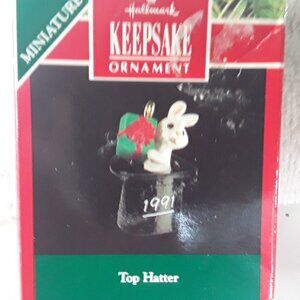 MINIATURE
Hallmark
KEEPSAKE
ORNAMENT
1991
Top Hatter